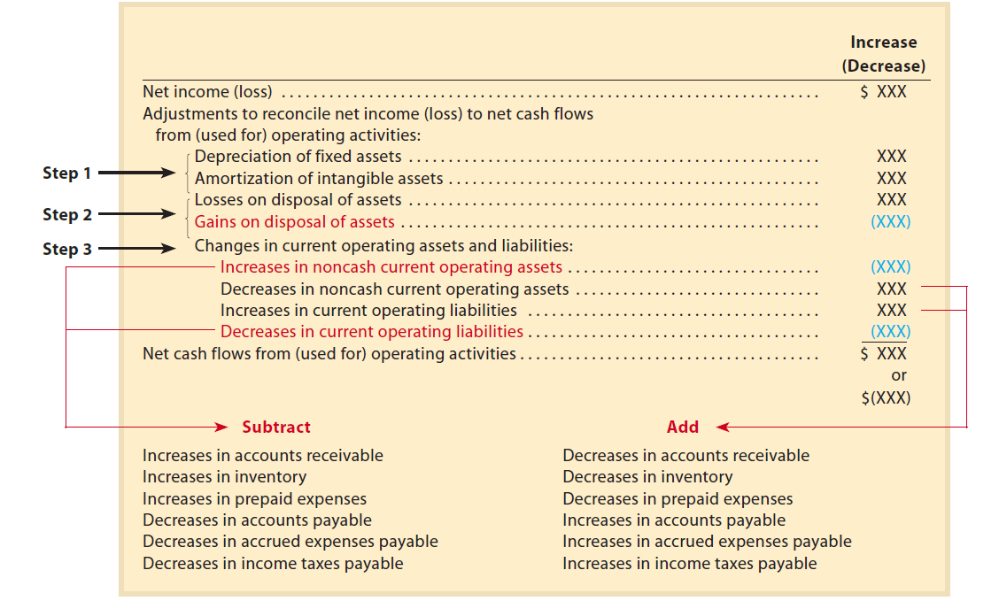 Increase
(Decrease)
Net income (loss) ........................................................................ $ XXX
Adjustments to reconcile net income (loss) to net cash flows
from (used for) operating activities:
Depreciation of fixed assets ...................................................... XXX
Step 1
Amortization of intangible assets ................................................. XXX
Losses on disposal of assets ...................................................... XXX
Step 2
Gains on disposal of assets ....................................................... (XXX)
Step 3 Changes in current operating assets and liabilities:
Increases in noncash current operating assets ................................ (XXX)
Decreases in noncash current operating assets ............................... XXX
Increases in current operating liabilities ..................................... XXX
Decreases in current operating liabilities ..................................... (XXX)
Net cash flows from (used for) operating activities ...................................... $ XXX
or
$(XXX)
Subtract Add
Increases in accounts receivable Decreases in accounts receivable
Increases in inventory Decreases in inventory
Increases in prepaid expenses Decreases in prepaid expenses
Decreases in accounts payable Increases in accounts payable
Decreases in accrued expenses payable Increases in accrued expenses payable
Decreases in income taxes payable Increases in income taxes payable